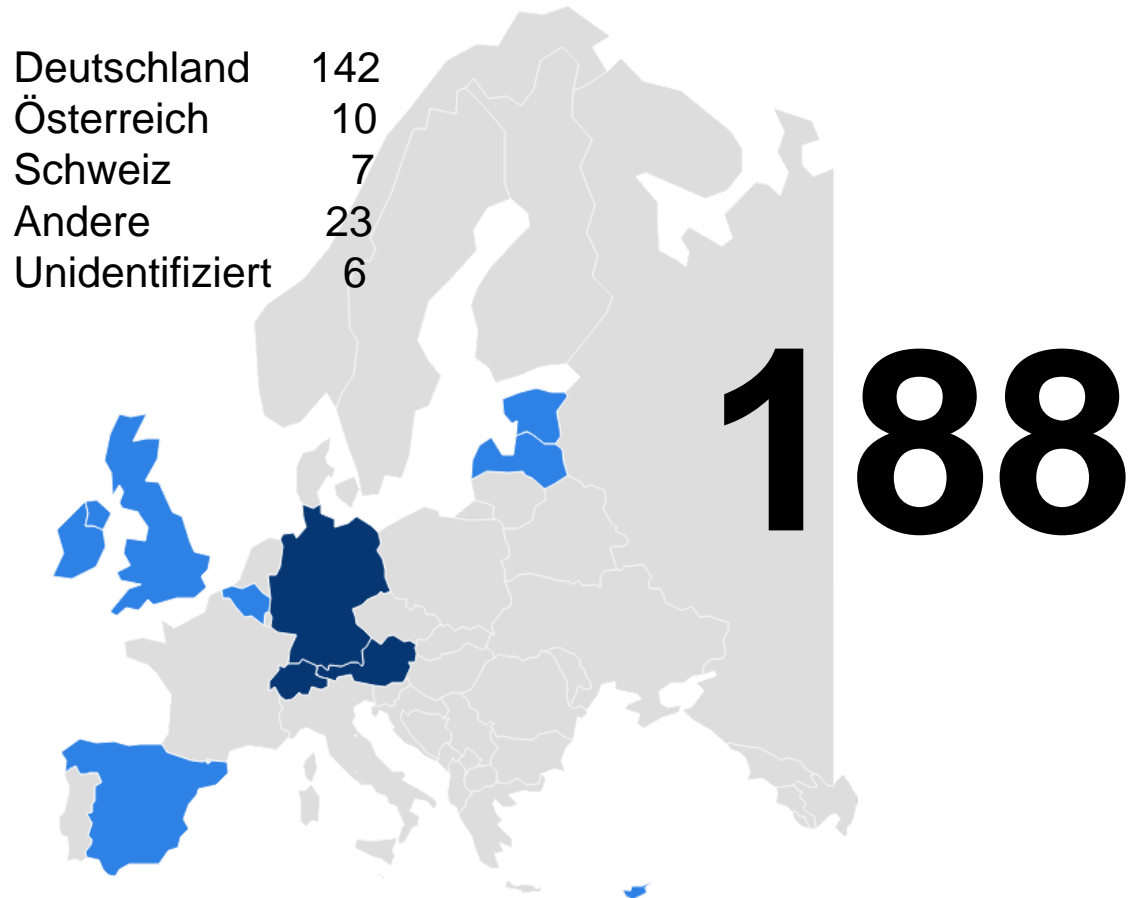 Deutschland 142
Österreich 10
Schweiz 7
Andere 23
Unidentifiziert 6
188